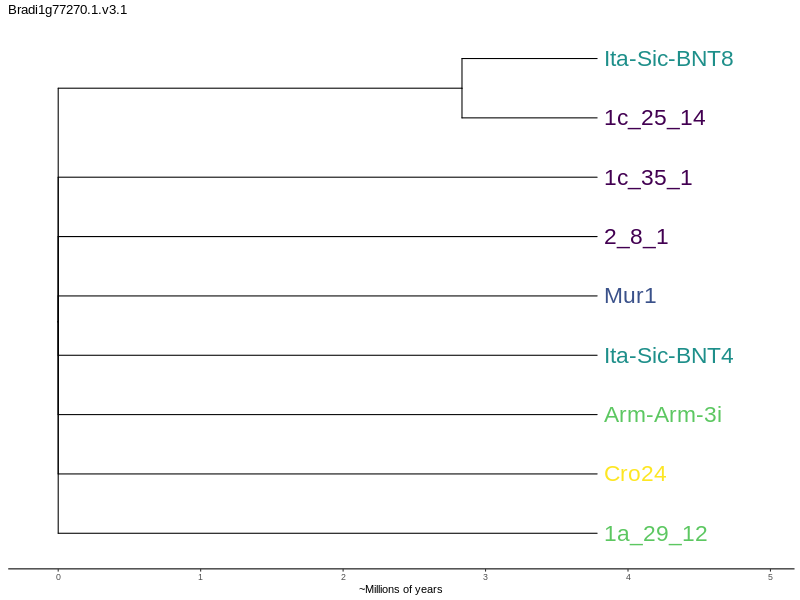 Bradi1g77270.1.v3.1
Ita-Sic-BNT8
1c_25_14
1c_35_1
2_8_1
Mur1
Ita-Sic-BNT4
Arm-Arm-3i
Cro24
1a_29_12
0 1 2 3 4 5
~Millions of years